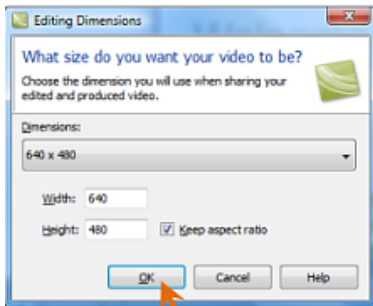 Editing Dimensions
What size do you want your video to be?
Choose the dimension you will use when sharing your
edited and produced video.
Dimensions:
640 x 480
Width: 640
Height: 480 Keep aspect ratio
OK Cancel Help